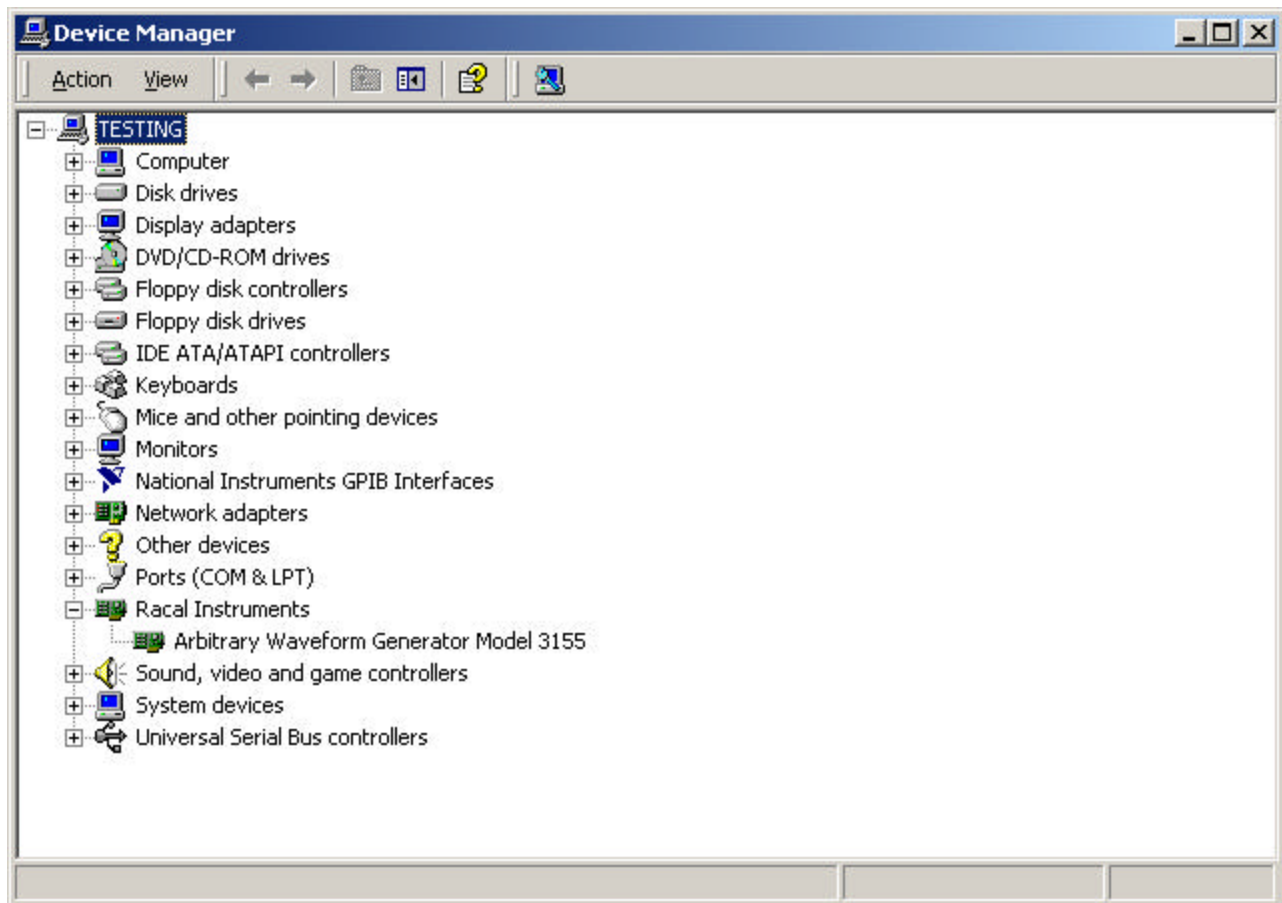 Device Manager
Action View
TESTING
Computer
Disk drives
Display adapters
DVD/CD-ROM drives
Floppy disk controllers
Floppy disk drives
IDE ATA/ATAPI controllers
Keyboards
Mice and other pointing devices
Monitors
National Instruments GPIB Interfaces
Network adapters
Other devices
Ports (COM & LPT)
Racal Instruments
Arbitrary Waveform Generator Model 3155
Sound, video and game controllers
System devices
Universal Serial Bus controllers